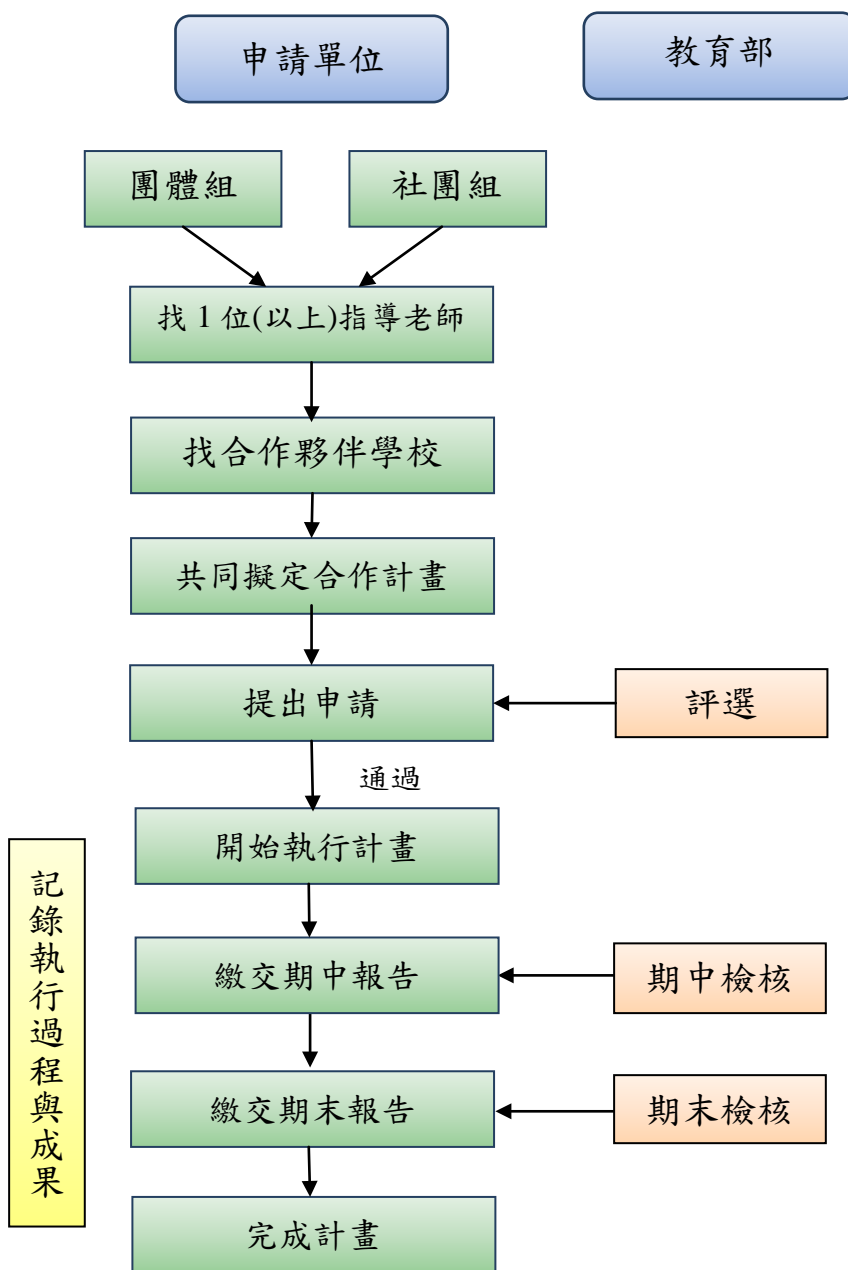 申請單位
教育部
團體組
社團組
找 1 位(以上)指導老師
找合作夥伴學校
共同擬定合作計畫
提出申請
評選
通過
開始執行計畫
記錄執行過程與成果
繳交期中報告
期中檢核
繳交期末報告
期末檢核
完成計畫